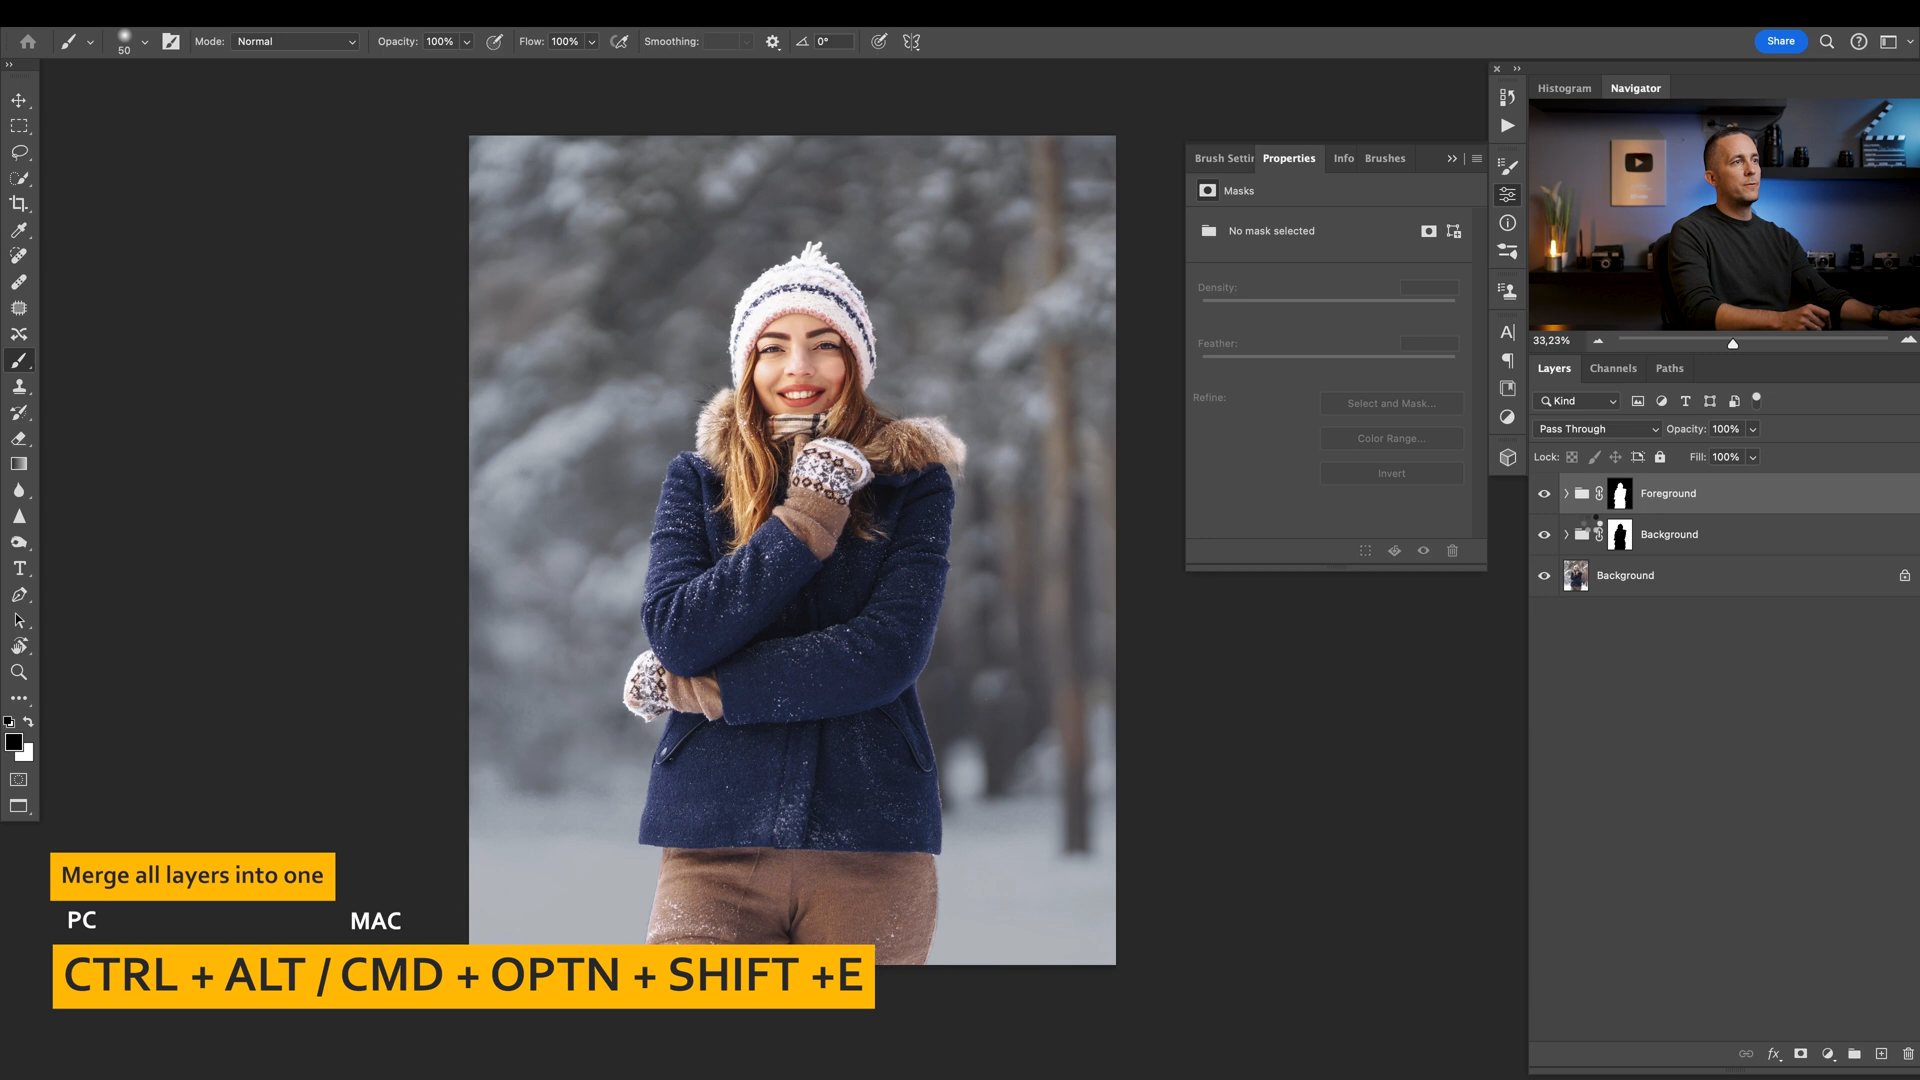 50
Mode:
Normal
Opacity:
100%
Flow:
100%
Smoothing:
0°
Share
Histogram
Navigator
Brush Settin
Properties
Info
Brushes
Masks
No mask selected
Density:
Feather:
Refine:
Select and Mask...
Color Range...
Invert
33,23%
Layers
Channels
Paths
Kind
Pass Through
Opacity:
100%
Lock:
Fill:
100%
Foreground
Background
Background
fx
Merge all layers into one
PC
MAC
CTRL + ALT / CMD + OPTN + SHIFT +E